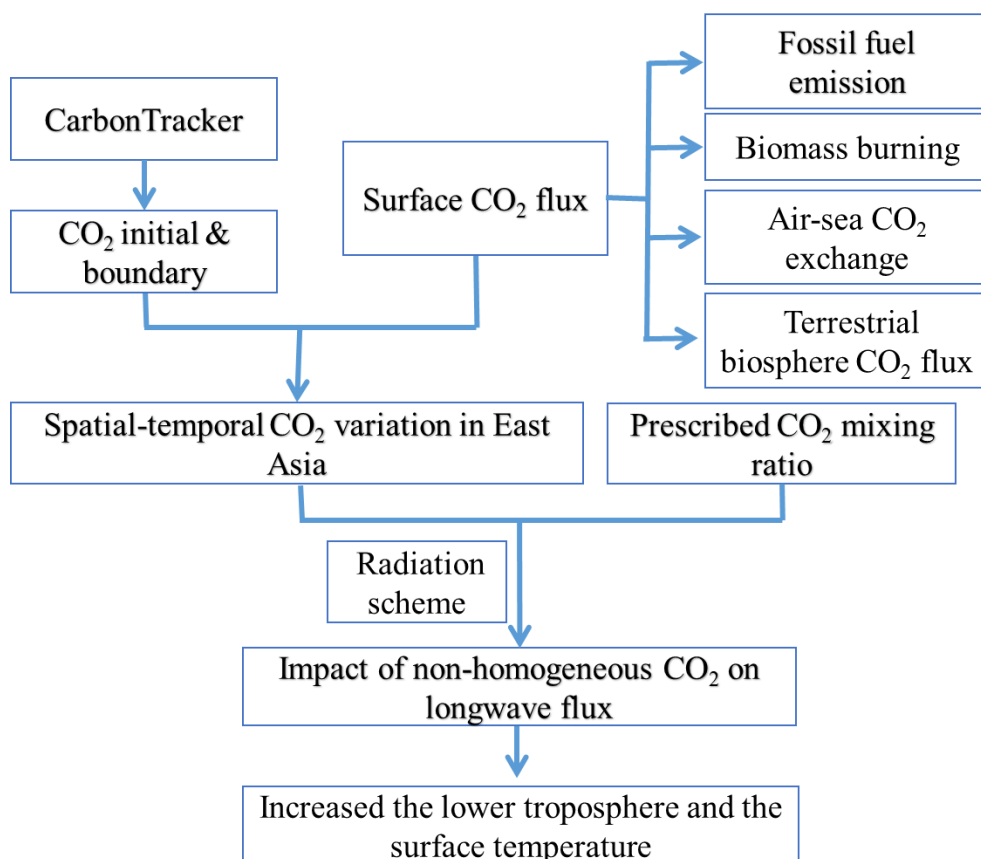 Fossil fuel
emission
CarbonTracker
Biomass burning
Surface CO₂ flux
CO₂ initial &
boundary
Air-sea CO₂
exchange
Terrestrial
biosphere CO₂ flux
Spatial-temporal CO₂ variation in East
Asia
Prescribed CO₂ mixing
ratio
Radiation
scheme
Impact of non-homogeneous CO₂ on
longwave flux
Increased the lower troposphere and the
surface temperature